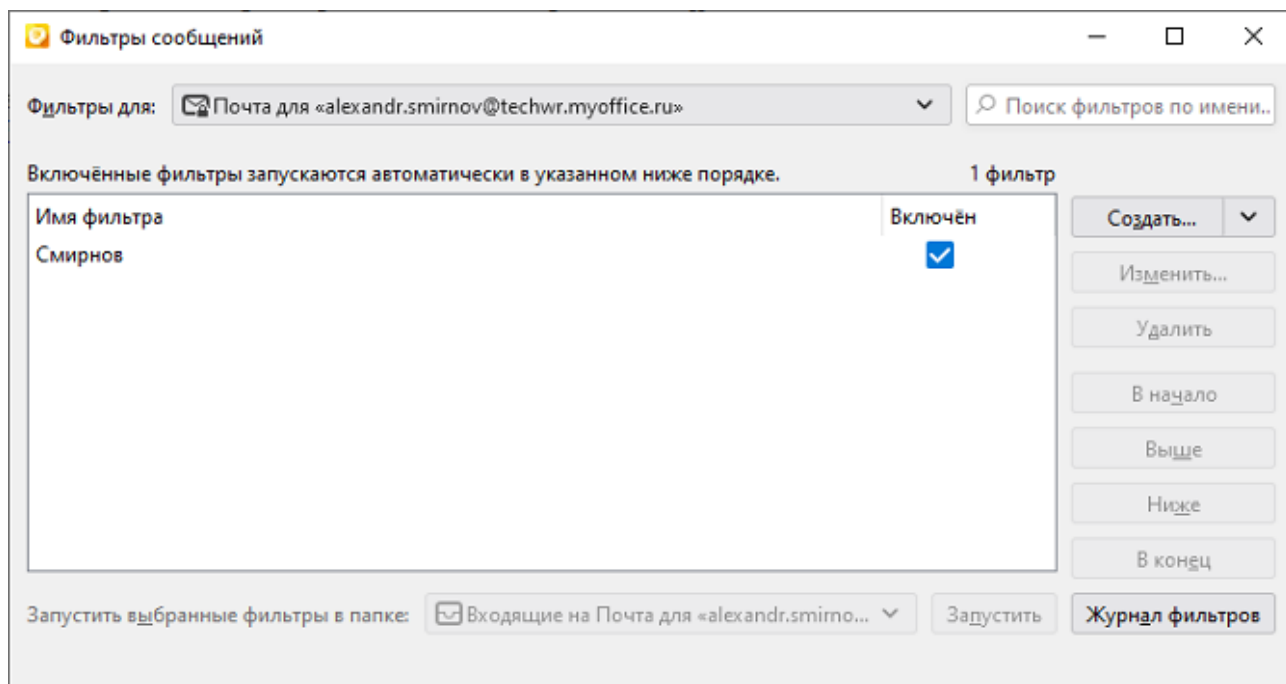 Фильтры сообщений
Фильтры для: Почта для «alexandr.smirnov@techwr.myoffice.ru» Поиск фильтров по имени..
Включённые фильтры запускаются автоматически в указанном ниже порядке. 1 фильтр
Имя фильтра Включён
Создать...
Смирнов
Изменить...
Удалить
В начало
Выше
Ниже
В конец
Запустить выбранные фильтры в папке: Входящие на Почта для «alexandr.smirno... Запустить Журнал фильтров